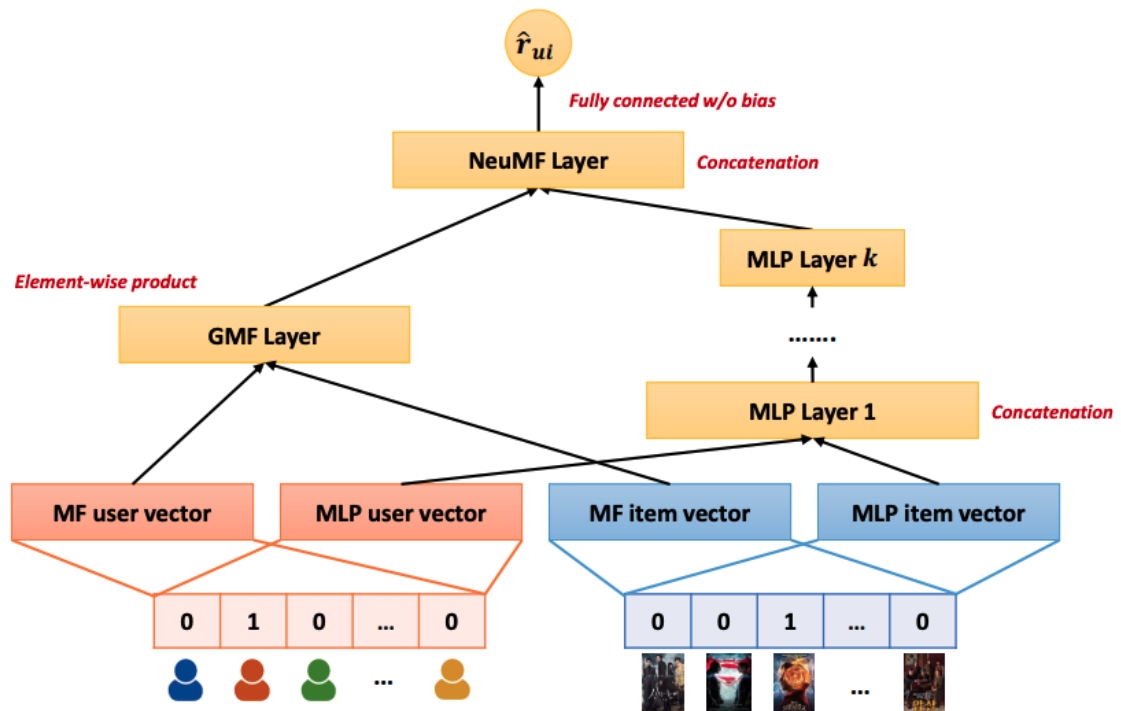 r̂ui
Fully connected w/o bias
NeuMF Layer
Concatenation
MLP Layer k
Element-wise product
GMF Layer
…….
MLP Layer 1
Concatenation
MF user vector
MLP user vector
MF item vector
MLP item vector
0 1 0 … 0
0 0 1 … 0
…
…